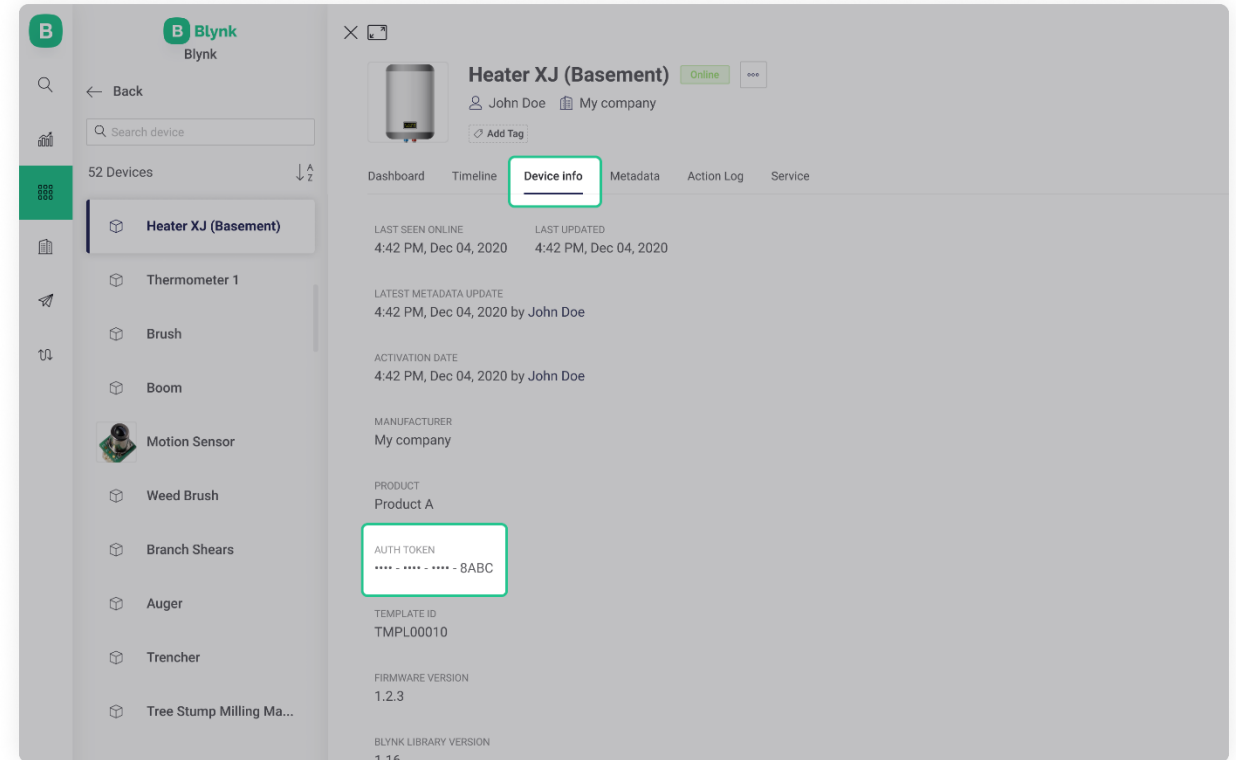 B
B Blynk
Blynk
Back
Search device
52 Devices
A
Z
Heater XJ (Basement)
Thermometer 1
Brush
Boom
Motion Sensor
Weed Brush
Branch Shears
Auger
Trencher
Tree Stump Milling Ma...
Heater XJ (Basement) Online
John Doe My company
Add Tag
Dashboard Timeline Device info Metadata Action Log Service
LAST SEEN ONLINE LAST UPDATED
4:42 PM, Dec 04, 2020 4:42 PM, Dec 04, 2020
LATEST METADATA UPDATE
4:42 PM, Dec 04, 2020 by John Doe
ACTIVATION DATE
4:42 PM, Dec 04, 2020 by John Doe
MANUFACTURER
My company
PRODUCT
Product A
AUTH TOKEN
•••• - •••• - •••• - 8ABC
TEMPLATE ID
TMPL00010
FIRMWARE VERSION
1.2.3
BLYNK LIBRARY VERSION
1.16